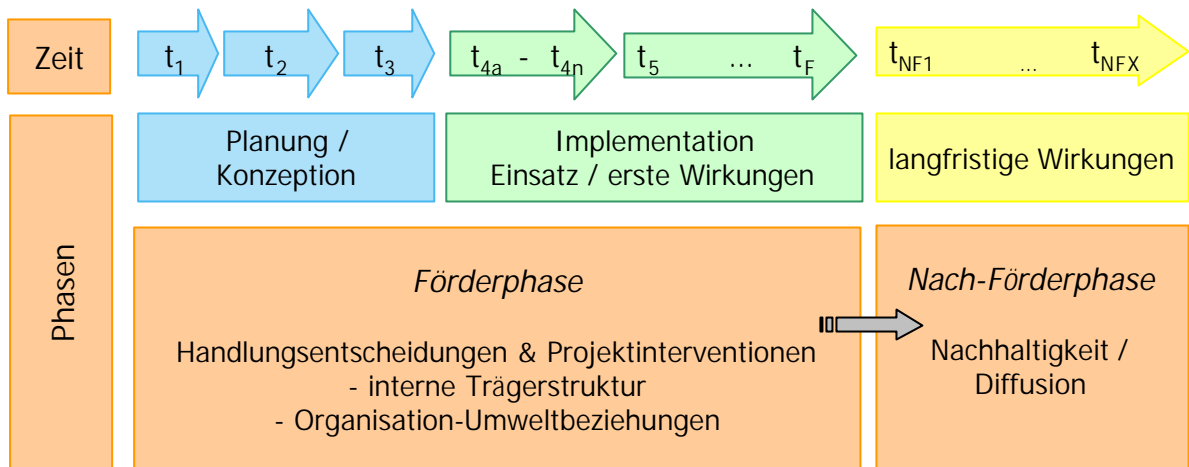 Zeit
t1 t2 t3 t4a - t4n t5 ... tF tNF1 ... tNFX
Phasen
Planung /
Konzeption
Implementation
Einsatz / erste Wirkungen
langfristige Wirkungen
Förderphase
Handlungsentscheidungen & Projektinterventionen
- interne Trägerstruktur
- Organisation-Umweltbeziehungen
Nach-Förderphase
Nachhaltigkeit /
Diffusion